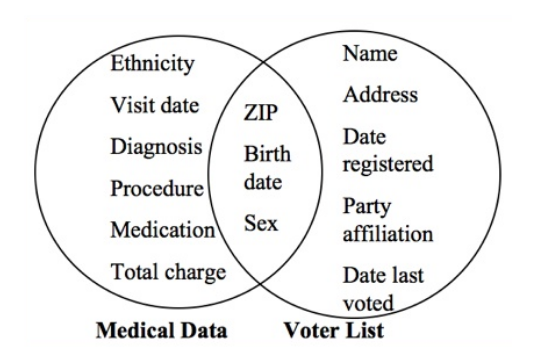 Ethnicity
Visit date
Diagnosis
Procedure
Medication
Total charge
ZIP
Birth
date
Sex
Name
Address
Date
registered
Party
affiliation
Date last
voted
Medical Data
Voter List